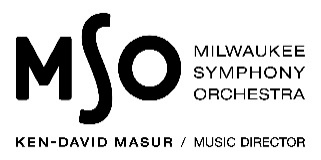 MSO
MILWAUKEE
SYMPHONY
ORCHESTRA
KEN-DAVID MASUR / MUSIC DIRECTOR